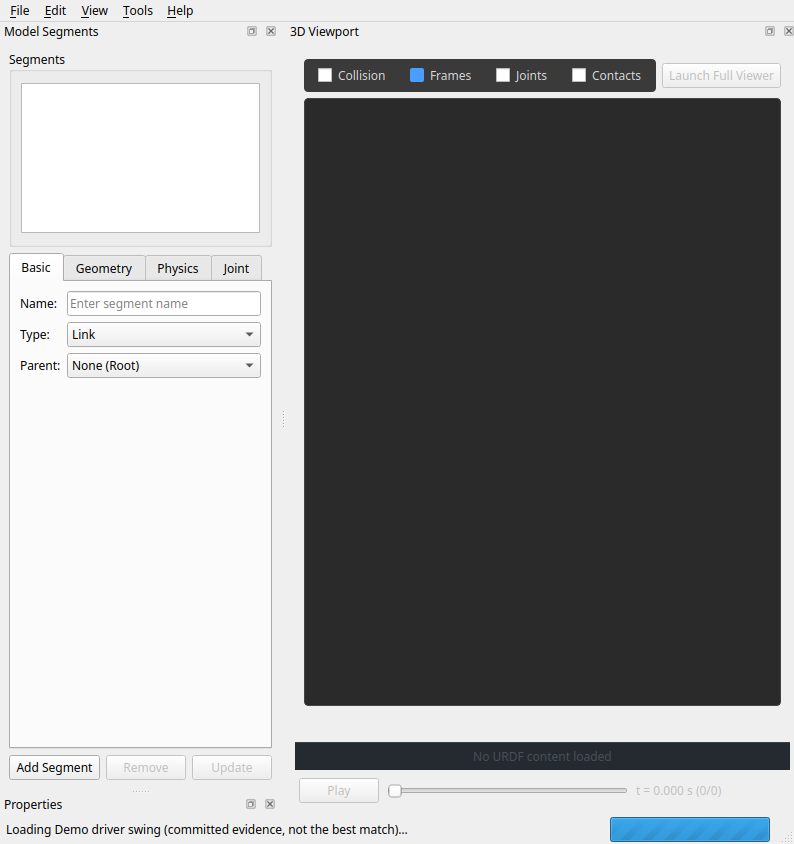 File Edit View Tools Help
Model Segments
3D Viewport
Segments
Collision Frames Joints Contacts Launch Full Viewer
Basic Geometry Physics Joint
Name: Enter segment name
Type: Link
Parent: None (Root)
Add Segment Remove Update
No URDF content loaded
Play t = 0.000 s (0/0)
Properties
Loading Demo driver swing (committed evidence, not the best match)...